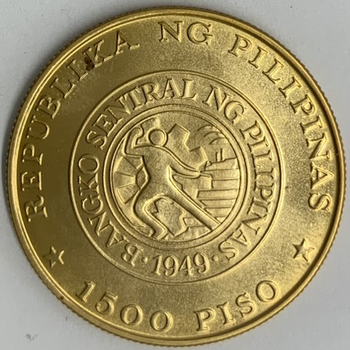 REPUBLIKA NG PILIPINAS
BANGKO SENTRAL NG PILIPINAS
· 1949 ·
★ 1500 PISO ★